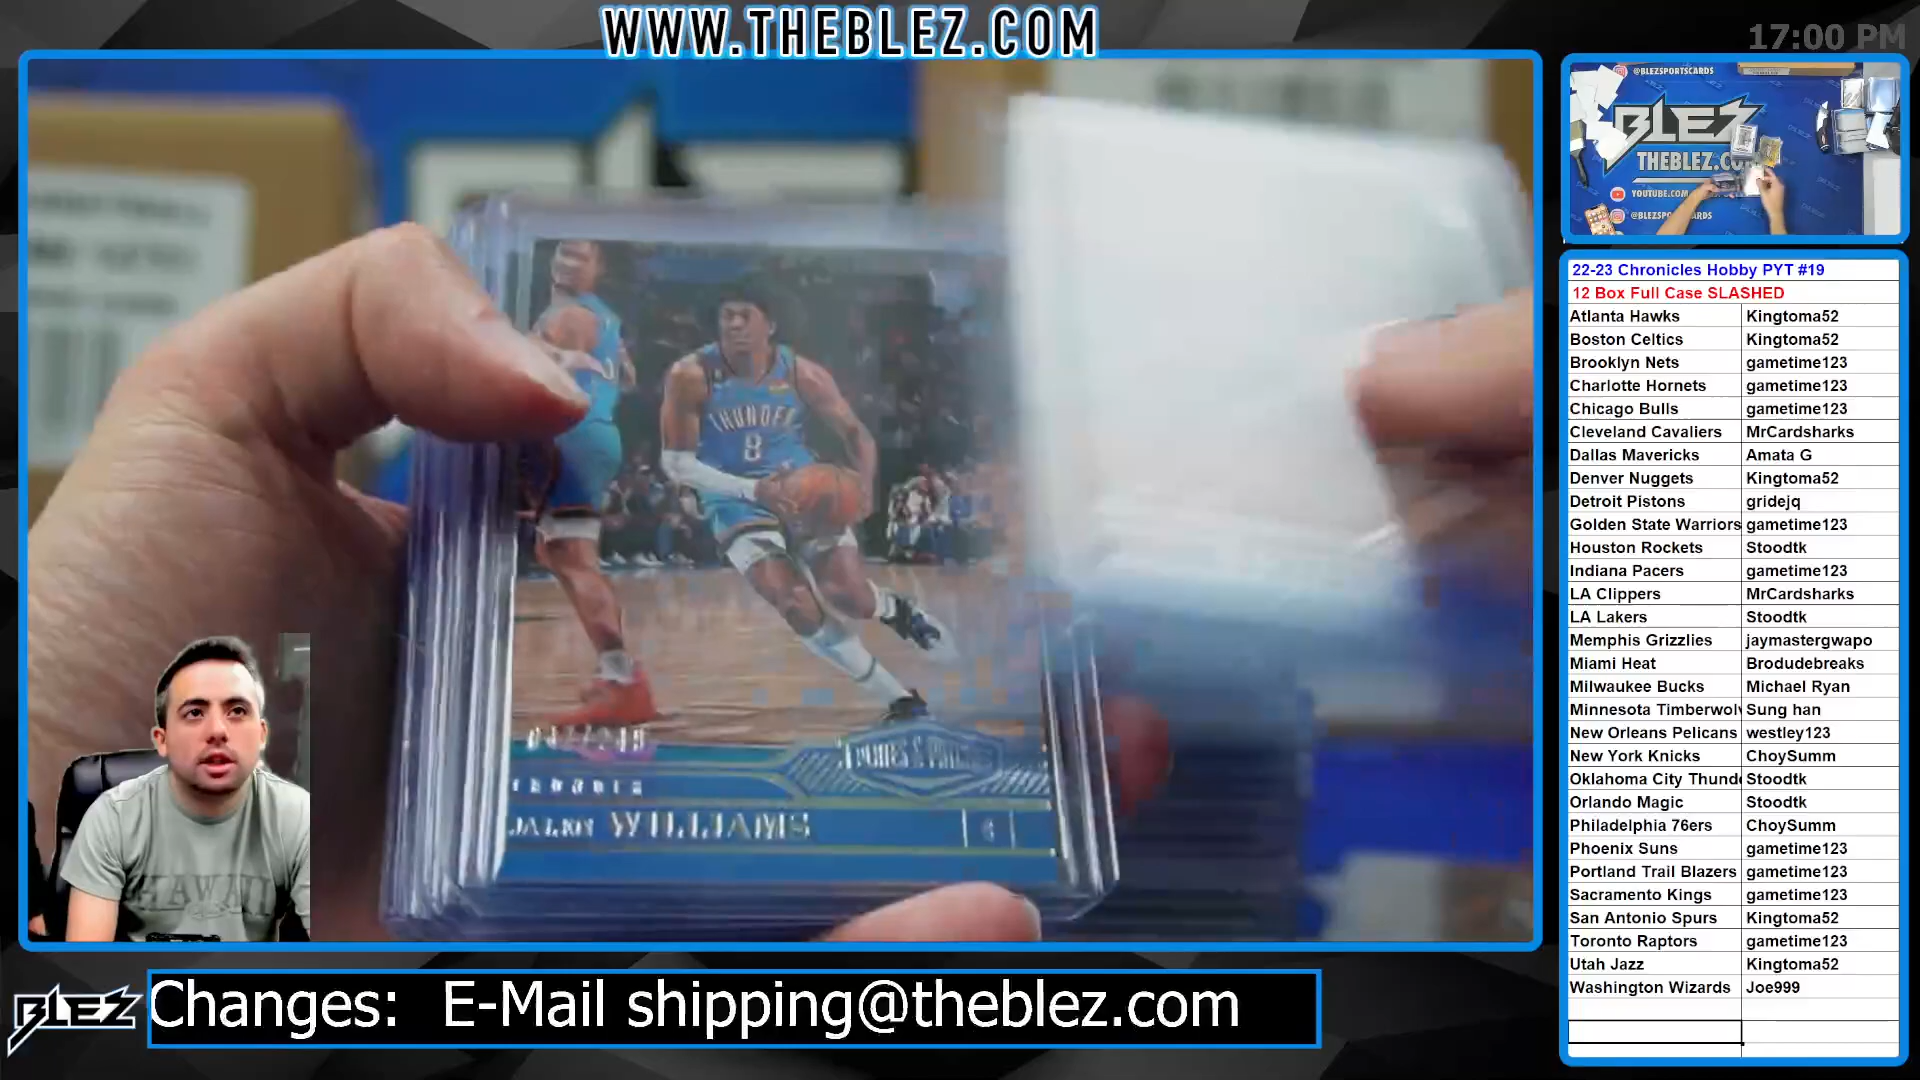 WWW.THEBLEZ.COM
17:00 PM
@BLEZSPORTSCARDS
BLEZ
THEBLEZ.CO
YOUTUBE.COM
@BLEZSPORTSCARDS
THUNDER
8
WILLIAMS
HAWAII
22-23 Chronicles Hobby PYT #19
12 Box Full Case SLASHED
Atlanta Hawks Kingtoma52
Boston Celtics Kingtoma52
Brooklyn Nets gametime123
Charlotte Hornets gametime123
Chicago Bulls gametime123
Cleveland Cavaliers MrCardsharks
Dallas Mavericks Amata G
Denver Nuggets Kingtoma52
Detroit Pistons gridejq
Golden State Warriors gametime123
Houston Rockets Stoodtk
Indiana Pacers gametime123
LA Clippers MrCardsharks
LA Lakers Stoodtk
Memphis Grizzlies jaymastergwapo
Miami Heat Brodudebreaks
Milwaukee Bucks Michael Ryan
Minnesota Timberwolv Sung han
New Orleans Pelicans westley123
New York Knicks ChoySumm
Oklahoma City Thunde Stoodtk
Orlando Magic Stoodtk
Philadelphia 76ers ChoySumm
Phoenix Suns gametime123
Portland Trail Blazers gametime123
Sacramento Kings gametime123
San Antonio Spurs Kingtoma52
Toronto Raptors gametime123
Utah Jazz Kingtoma52
Washington Wizards Joe999
BLEZ
Changes: E-Mail shipping@theblez.com